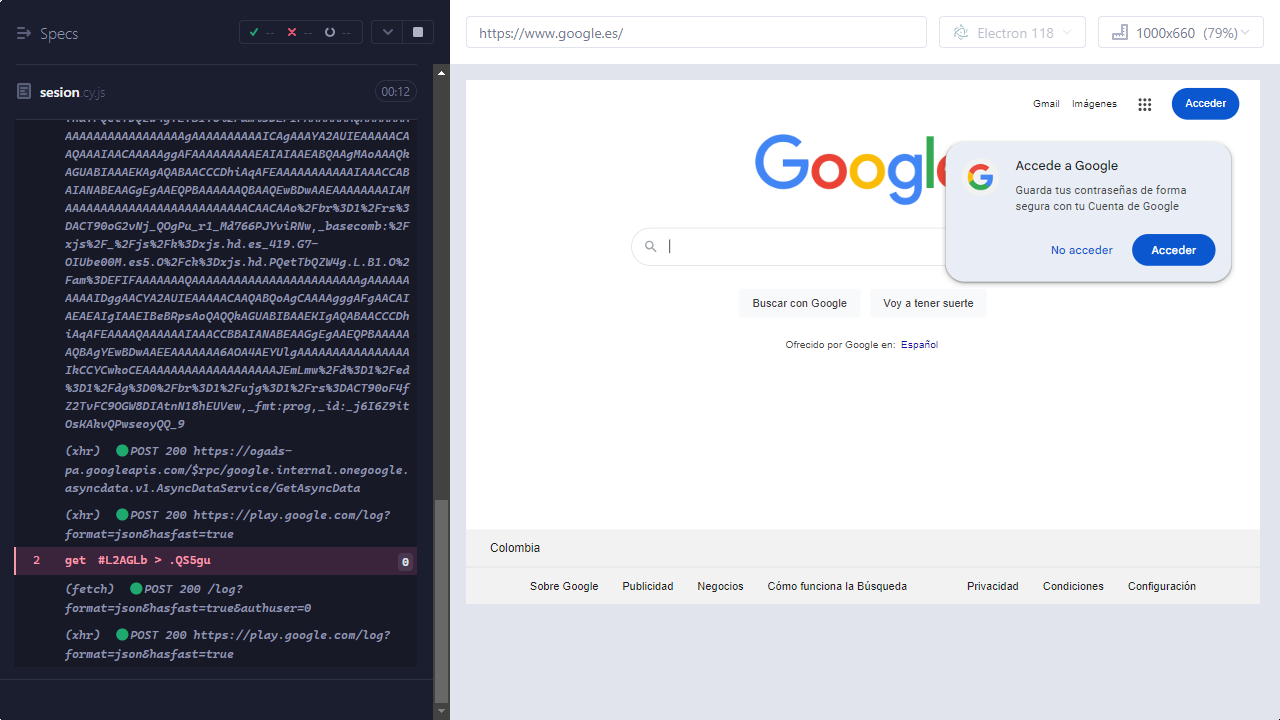 Specs
--
--
--
https://www.google.es/
Electron 118
1000x660 (79%)
sesion.cy.js
00:12
AAAAAAAAAAAAAAAAAgAAAAAAAAAAICAgAAAYA2AUIEAAAAACA
AQAAAIAACAAAAAggAFAAAAAAAAAEAIAIAAEABQAAgMAoAAAQk
AGUABIAAAEKAgAQABAACCCDhiAqAFEAAAAAAAAAAAIAAACCAB
AIANABEAAGgEgAAEQPBAAAAAAQBAAQEwBDwAAEAAAAAAAAIAM
AAAAAAAAAAAAAAAAAAAAAAAAAACAACAAo%2Fbr%3D1%2Frs%3
DACT90oG2vNj_QOgPu_r1_Md766PJYviRNw,_basecomb:%2F
xjs%2F_%2Fjs%2Fk%3Dxjs.hd.es_419.G7-
OIUbe00M.es5.O%2Fck%3Dxjs.hd.PQetTbQZW4g.L.B1.O%2
Fam%3DEFIFAAAAAAAQAAAAAAAAAAAAAAAAAAAAAAAAgAAAAAA
AAAAAIDggAACYA2AUIEAAAAACAAQABQoAgCAAAAgggAFgAACAI
AEAEAIgIAAEIBeBRpsAoQAQQkAGUABIBAAEKIgAQABAACCCDh
iAqAFEAAAAQAAAAAAIAAACCBBAIANABEAAGgEgAAEQPBAAAAA
AQBAgYEwBDwAAEEAAAAAAA6AOA4AEYUlgAAAAAAAAAAAAAAAA
IkCCYCwkoCEAAAAAAAAAAAAAAAAAAAJEmLmw%2Fd%3D1%2Fed
%3D1%2Fdg%3D0%2Fbr%3D1%2Fujg%3D1%2Frs%3DACT90oF4f
Z2TvFC9OGW8DIAtnN18hEUVew,_fmt:prog,_id:_j6I6Z9it
OsKAkvQPwseoyQQ_9
(xhr) POST 200 https://ogads-
pa.googleapis.com/$rpc/google.internal.onegoogle.
asyncdata.v1.AsyncDataService/GetAsyncData
(xhr) POST 200 https://play.google.com/log?
format=json&hasfast=true
2 get #L2AGLb > .QS5gu 0
(fetch) POST 200 /log?
format=json&hasfast=true&authuser=0
(xhr) POST 200 https://play.google.com/log?
format=json&hasfast=true
Gmail
Imágenes
Acceder
Google
Accede a Google
Guarda tus contraseñas de forma
segura con tu Cuenta de Google
No acceder
Acceder
Buscar con Google
Voy a tener suerte
Ofrecido por Google en: Español
Colombia
Sobre Google
Publicidad
Negocios
Cómo funciona la Búsqueda
Privacidad
Condiciones
Configuración